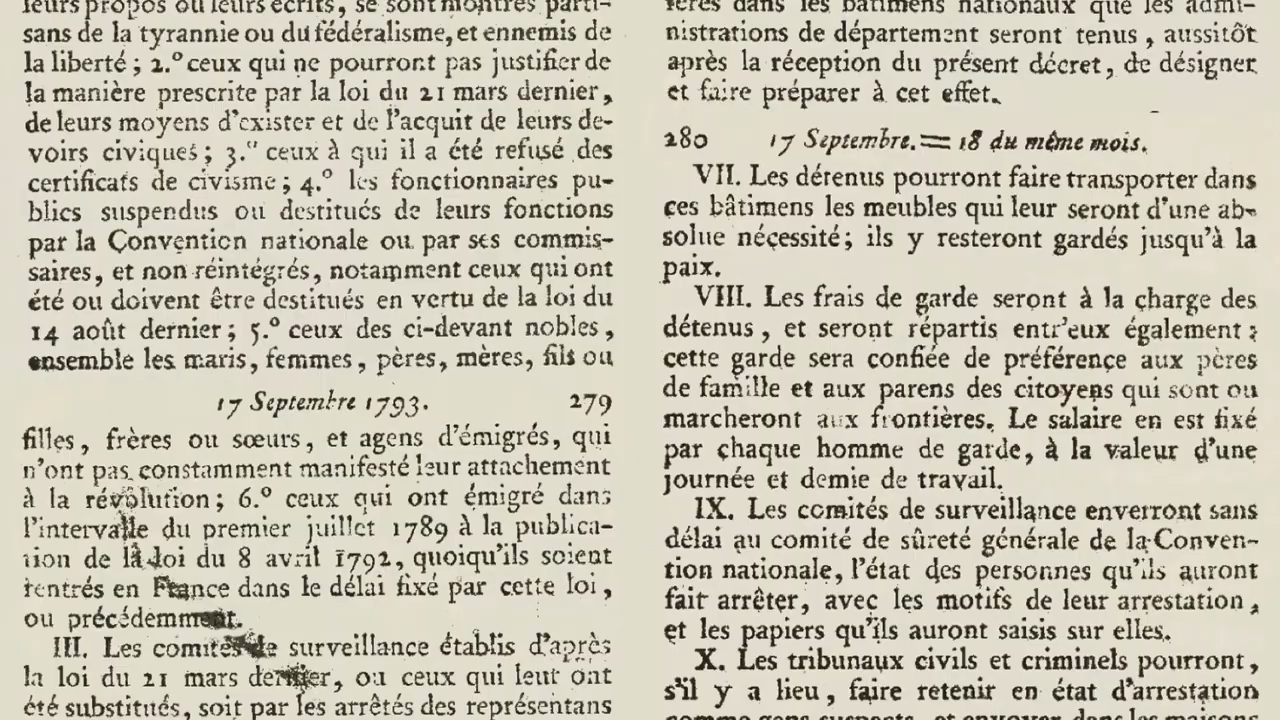 leurs propos ou leurs écrits, se sont montrés parti-
sans de la tyrannie ou du fédéralisme, et ennemis de
la liberté ; 2.º ceux qui ne pourront pas justifier de
la manière prescrite par la loi du 21 mars dernier,
de leurs moyens d'exister et de l'acquit de leurs de-
voirs civiques ; 3.º ceux à qui il a été refusé des
certificats de civisme ; 4.º les fonctionnaires pu-
blics suspendus ou destitués de leurs fonctions
par la Convention nationale ou par ses commis-
saires, et non réintégrés, notamment ceux qui ont
été ou doivent être destitués en vertu de la loi du
14 août dernier ; 5.º ceux des ci-devant nobles,
ensemble les maris, femmes, pères, mères, fils ou
17 Septembre 1793. 279
filles, frères ou sœurs, et agens d'émigrés, qui
n'ont pas constamment manifesté leur attachement
à la révolution ; 6.º ceux qui ont émigré dans
l'intervalle du premier juillet 1789 à la publica-
tion de la loi du 8 avril 1792, quoiqu'ils soient
rentrés en France dans le délai fixé par cette loi,
ou précédemment.
III. Les comités de surveillance établis d'après
la loi du 21 mars dernier, ou ceux qui leur ont
été substitués, soit par les arrêtés des représentans
fères dans les bâtimens nationaux que les admi-
nistrations de département seront tenus, aussitôt
après la réception du présent décret, de désigner
et faire préparer à cet effet.
280 17 Septembre. = 18 du même mois.
VII. Les détenus pourront faire transporter dans
ces bâtimens les meubles qui leur seront d'une ab-
solue nécessité ; ils y resteront gardés jusqu'à la
paix.
VIII. Les frais de garde seront à la charge des
détenus, et seront répartis entr'eux également :
cette garde sera confiée de préférence aux pères
de famille et aux parens des citoyens qui sont ou
marcheront aux frontières. Le salaire en est fixé
par chaque homme de garde, à la valeur d'une
journée et demie de travail.
IX. Les comités de surveillance enverront sans
délai au comité de sûreté générale de la Conven-
tion nationale, l'état des personnes qu'ils auront
fait arrêter, avec les motifs de leur arrestation,
et les papiers qu'ils auront saisis sur elles.
X. Les tribunaux civils et criminels pourront,
s'il y a lieu, faire retenir en état d'arrestation
comme gens suspects, et envoyer dans les maisons